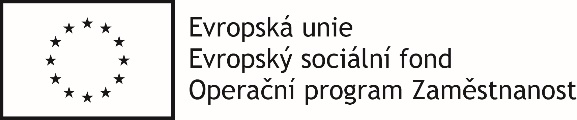 Evropská unie
Evropský sociální fond
Operační program Zaměstnanost